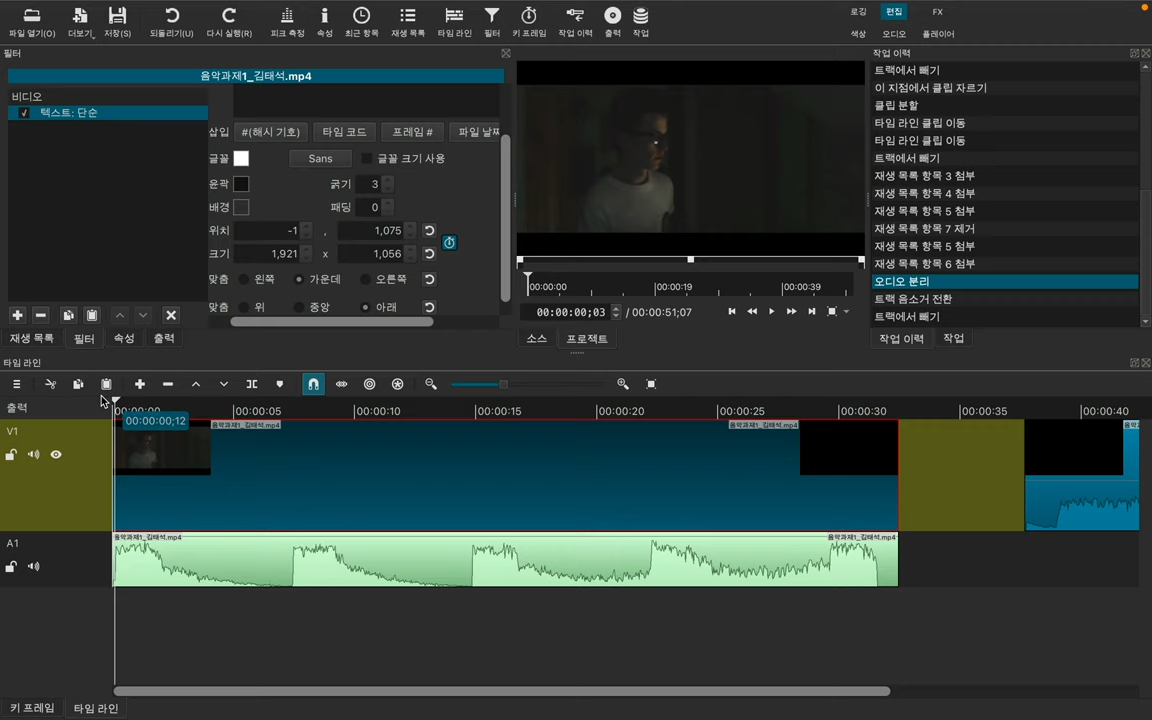 파일 열기(O)
더보기
저장(S)
되돌리기(U)
다시 실행(R)
피크 측정
속성
최근 항목
재생 목록
타임 라인
필터
키 프레임
작업 이력
출력
작업
로깅
편집
FX
색상
오디오
플레이어
필터
음악과제1_김태석.mp4
비디오
텍스트: 단순
삽입
#(해시 기호)
타임 코드
프레임 #
파일 날짜
글꼴
Sans
글꼴 크기 사용
윤곽
굵기
3
배경
패딩
0
위치
-1
,
1,075
크기
1,921
x
1,056
맞춤
왼쪽
가운데
오른쪽
맞춤
위
중앙
아래
재생 목록
필터
속성
출력
00:00:00
00:00:19
00:00:39
00:00:00;03
/ 00:00:51;07
소스
프로젝트
작업 이력
트랙에서 빼기
이 지점에서 클립 자르기
클립 분할
타임 라인 클립 이동
타임 라인 클립 이동
트랙에서 빼기
재생 목록 항목 3 첨부
재생 목록 항목 4 첨부
재생 목록 항목 5 첨부
재생 목록 항목 7 제거
재생 목록 항목 5 첨부
재생 목록 항목 6 첨부
오디오 분리
트랙 음소거 전환
트랙에서 빼기
작업 이력
작업
타임 라인
출력
00:00:00
00:00:05
00:00:10
00:00:15
00:00:20
00:00:25
00:00:30
00:00:35
00:00:40
00:00:00;12
V1
음악과제1_김태석.mp4
음악과제1_김태석.mp4
A1
음악과제1_김태석.mp4
음악과제1_김태석.mp4
키 프레임
타임 라인